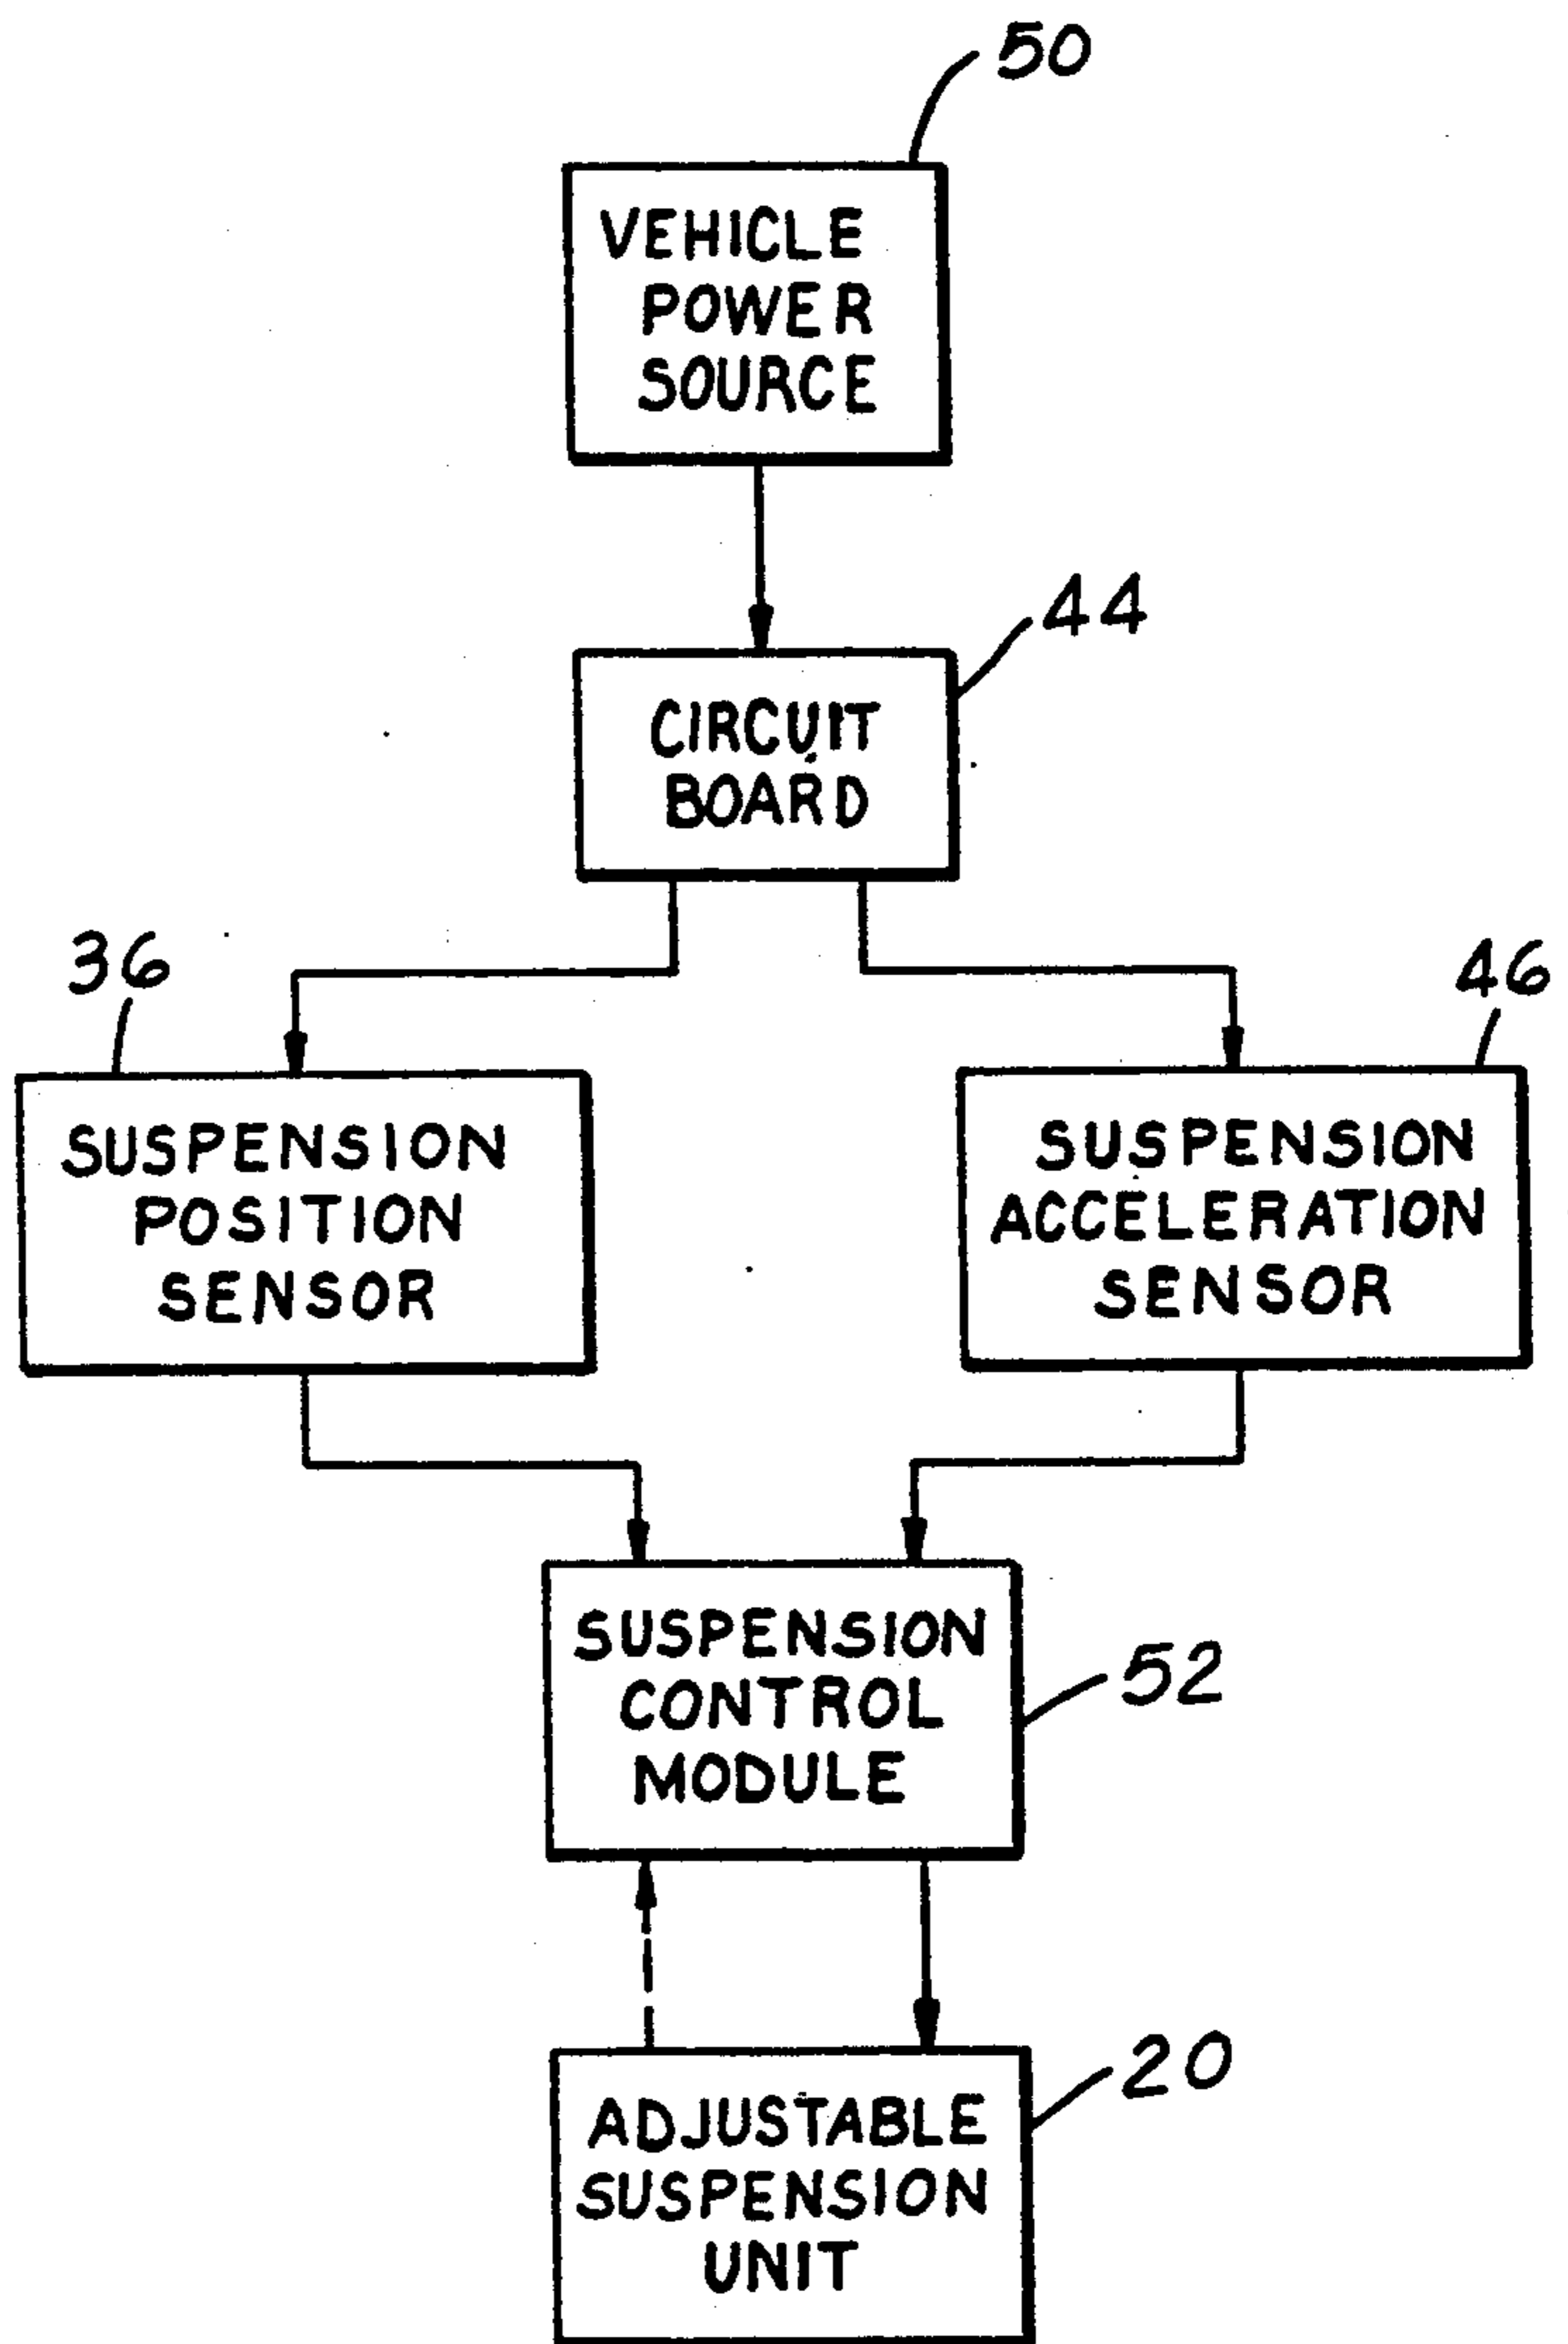 50
VEHICLE
POWER
SOURCE
44
CIRCUIT
BOARD
36
46
SUSPENSION
POSITION
SENSOR
SUSPENSION
ACCELERATION
SENSOR
SUSPENSION
CONTROL
MODULE
52
20
ADJUSTABLE
SUSPENSION
UNIT